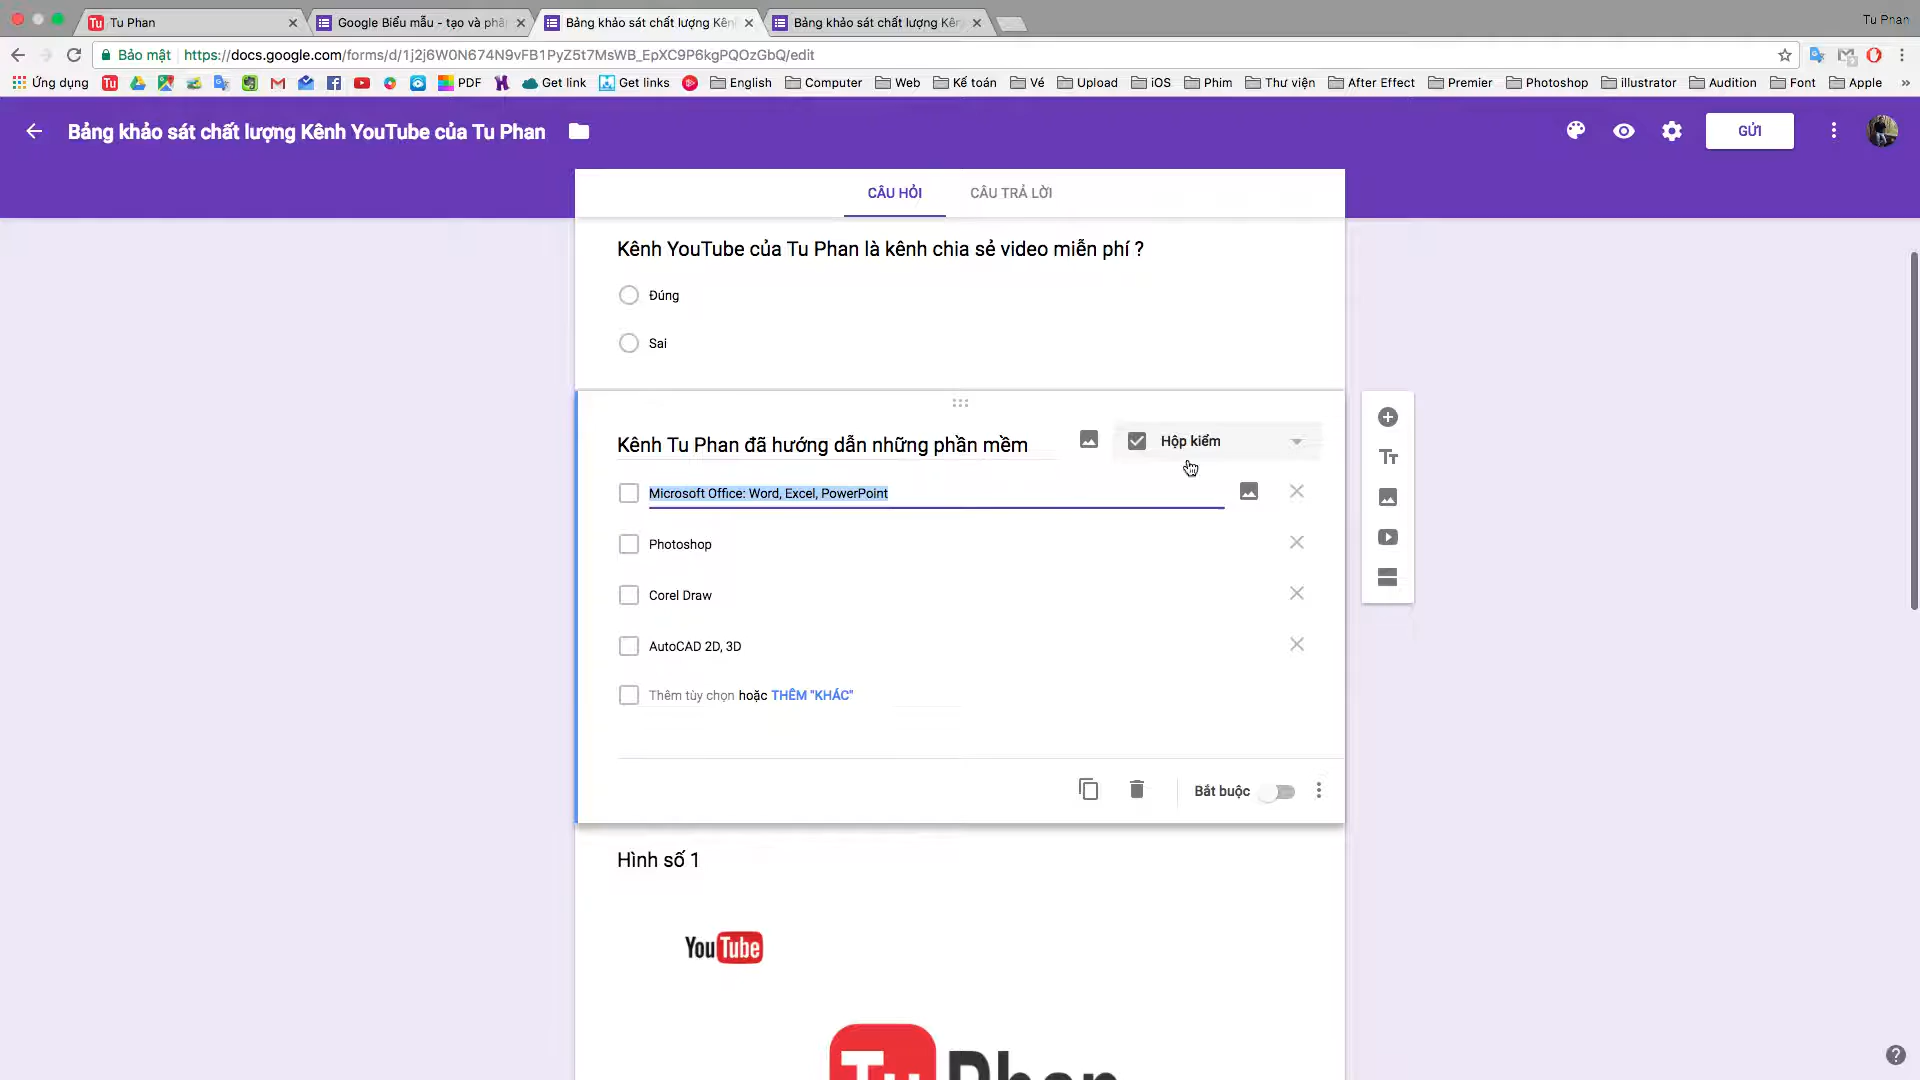 Tu Phan
Google Biểu mẫu - tạo và phân
Bảng khảo sát chất lượng Kên
Bảng khảo sát chất lượng Kên
Tu Phan
Bảo mật
https://docs.google.com/forms/d/1j2j6W0N674N9vFB1PyZ5t7MsWB_EpXC9P6kgPQOzGbQ/edit
Ứng dụng
PDF
Get link
Get links
English
Computer
Web
Kế toán
Vé
Upload
iOS
Phim
Thư viện
After Effect
Premier
Photoshop
illustrator
Audition
Font
Apple
»
Bảng khảo sát chất lượng Kênh YouTube của Tu Phan
GỬI
CÂU HỎI
CÂU TRẢ LỜI
Kênh YouTube của Tu Phan là kênh chia sẻ video miễn phí ?
Đúng
Sai
Kênh Tu Phan đã hướng dẫn những phần mềm
Hộp kiểm
Microsoft Office: Word, Excel, PowerPoint
Photoshop
Corel Draw
AutoCAD 2D, 3D
Thêm tùy chọn hoặc THÊM "KHÁC"
Bắt buộc
Hình số 1
YouTube
Tu Phan